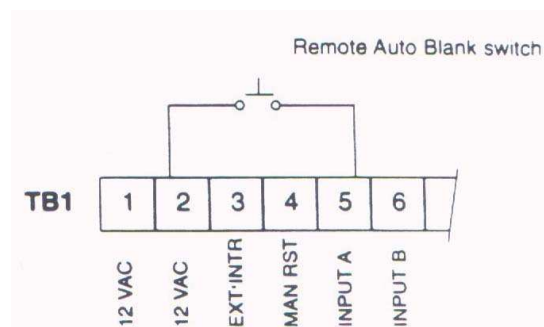 Remote Auto Blank switch
TB1
1 2 3 4 5 6
12 VAC
12 VAC
EXT'INTR
MAN RST
INPUT A
INPUT B